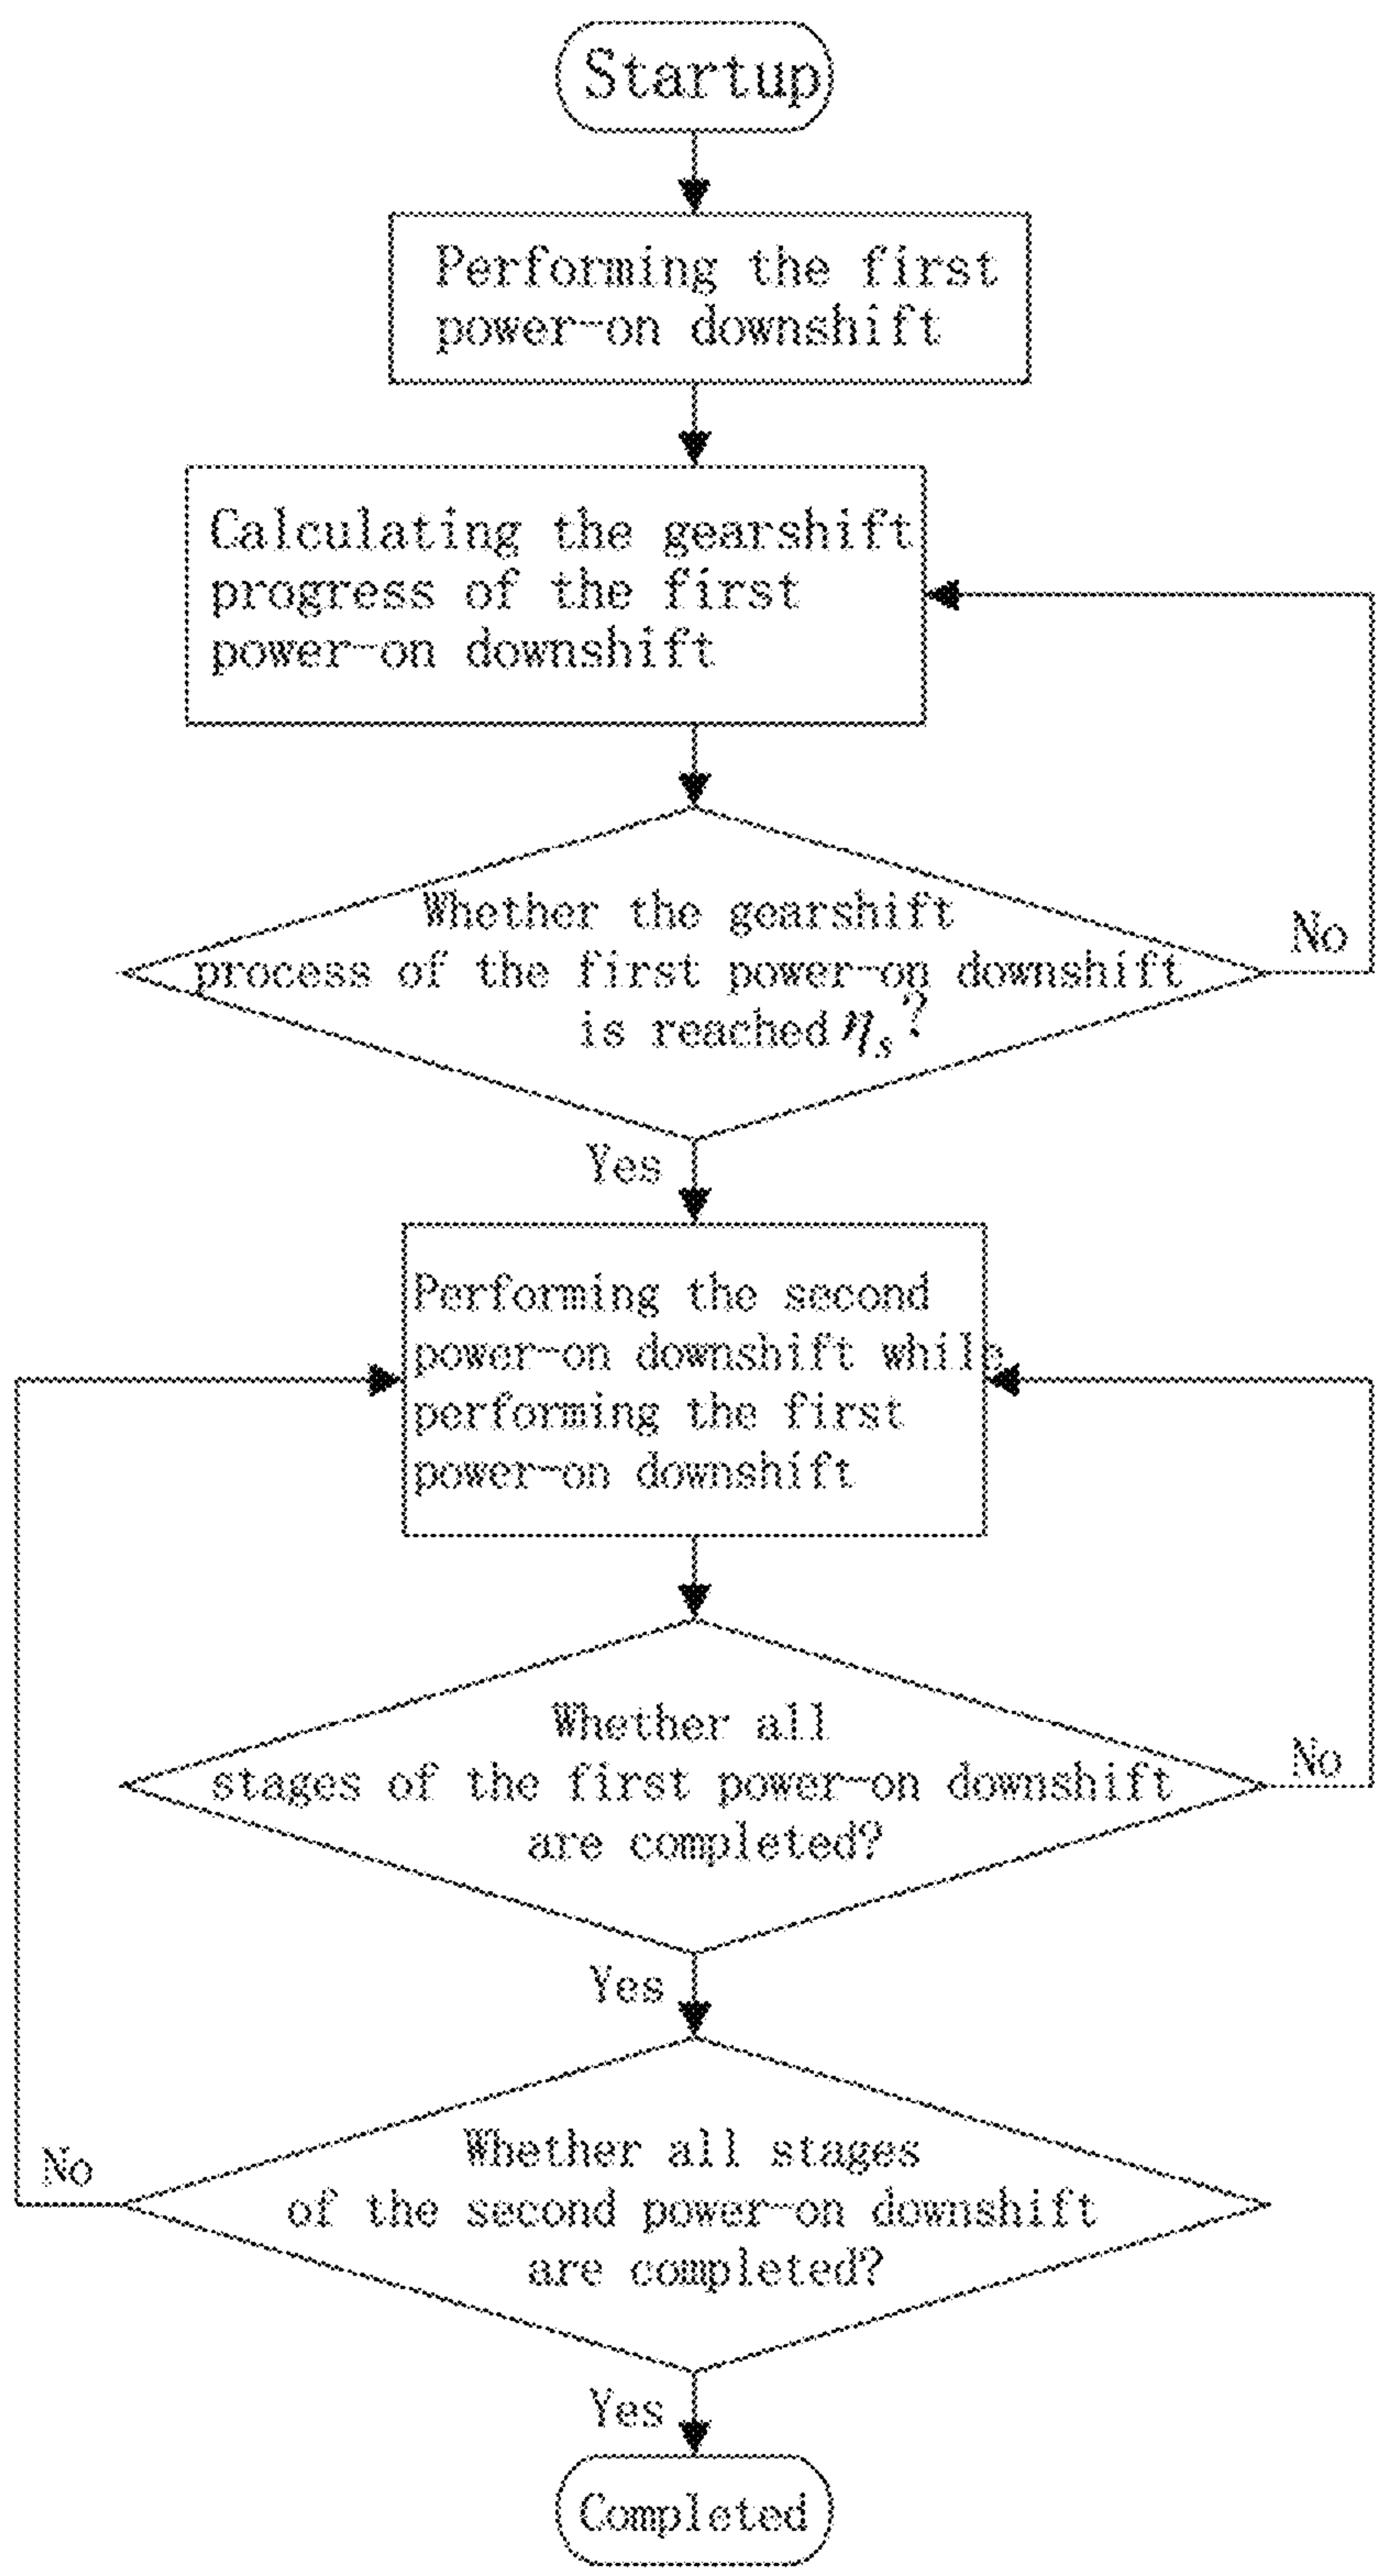 Startup
Performing the first
power-on downshift
Calculating the gearshift
progress of the first
power-on downshift
Whether the gearshift
process of the first power-on downshift
is reached ηs?
No
Yes
Performing the second
power-on downshift while
performing the first
power-on downshift
Whether all
stages of the first power-on downshift
are completed?
No
Yes
Whether all stages
of the second power-on downshift
are completed?
No
Yes
Completed